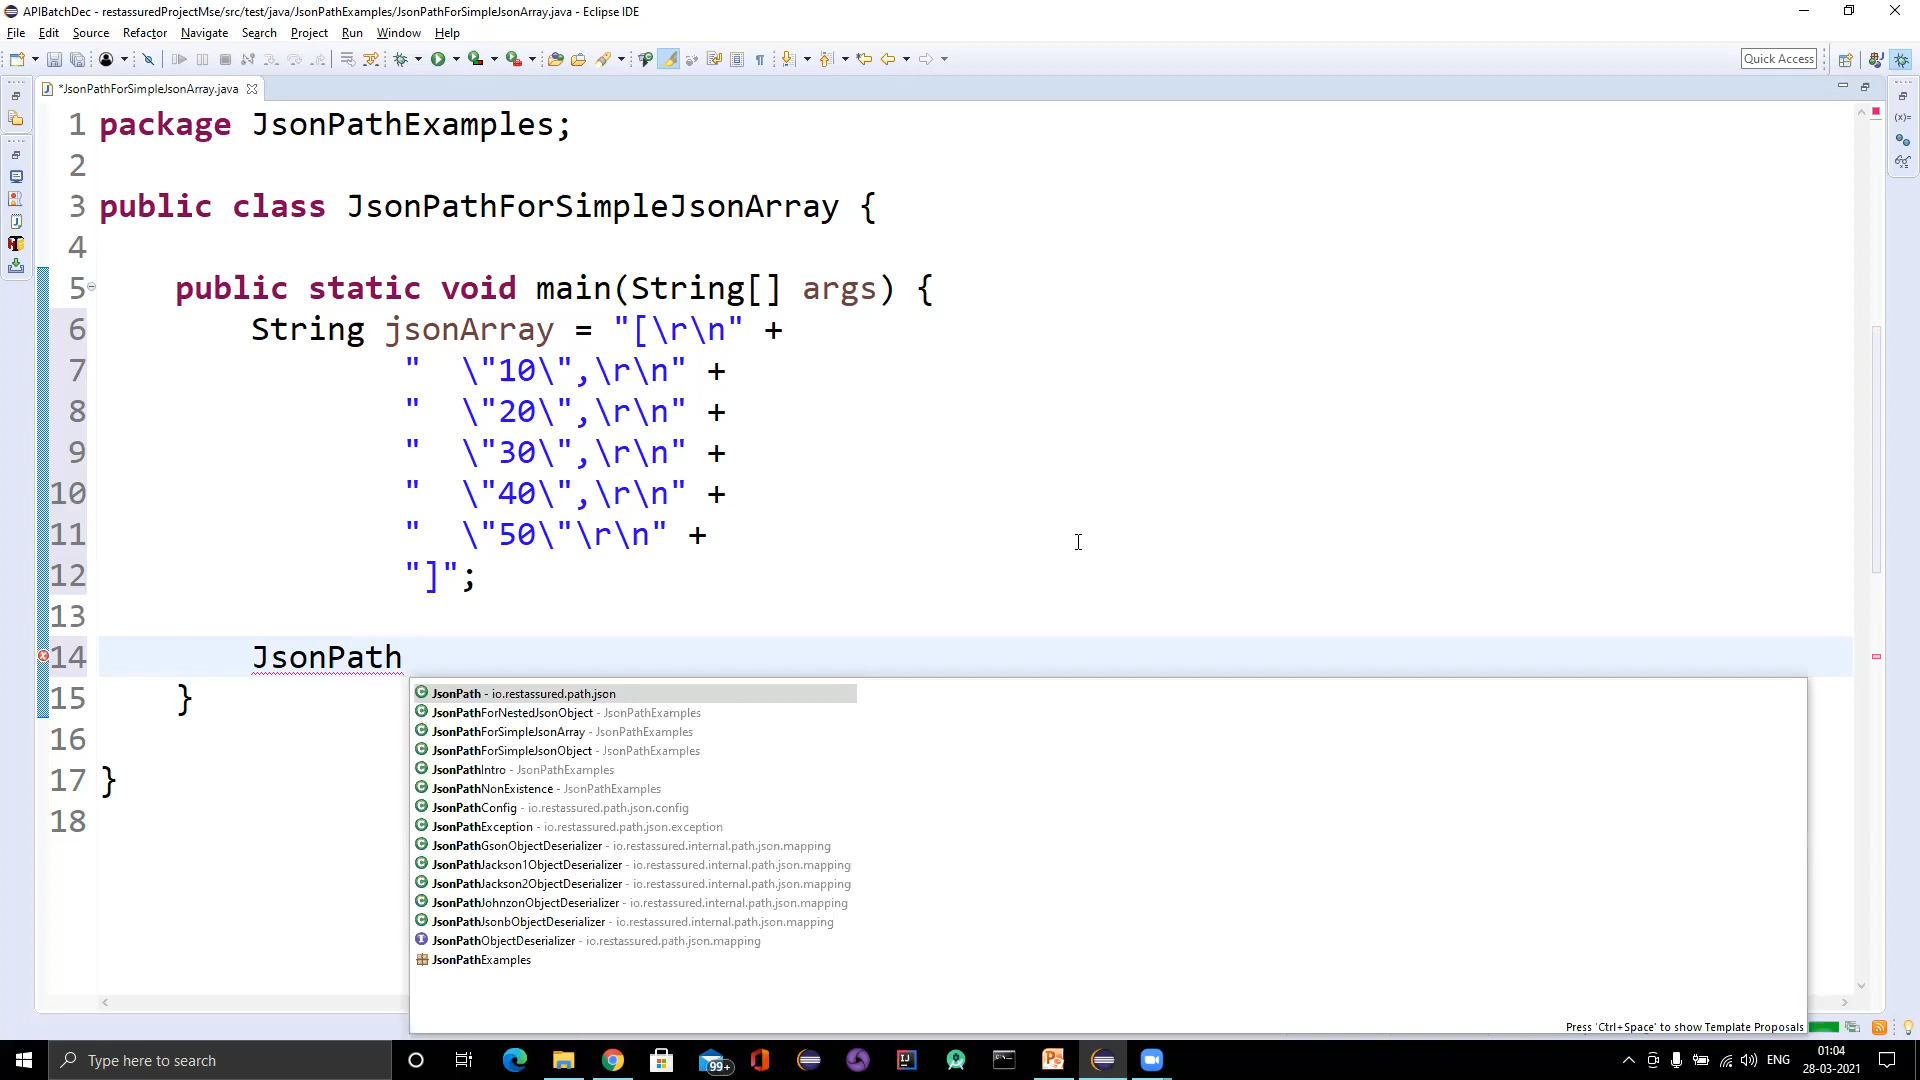 APIBatchDec - restassuredProjectMse/src/test/java/JsonPathExamples/JsonPathForSimpleJsonArray.java - Eclipse IDE
File Edit Source Refactor Navigate Search Project Run Window Help
Quick Access
*JsonPathForSimpleJsonArray.java
1 package JsonPathExamples;
2
3 public class JsonPathForSimpleJsonArray {
4
5 public static void main(String[] args) {
6 String jsonArray = "[\r\n" +
7 "  \"10\",\r\n" +
8 "  \"20\",\r\n" +
9 "  \"30\",\r\n" +
10 "  \"40\",\r\n" +
11 "  \"50\"\r\n" +
12 "]";
13
14 JsonPath
15 }
16
17 }
18
JsonPath - io.restassured.path.json
JsonPathForNestedJsonObject - JsonPathExamples
JsonPathForSimpleJsonArray - JsonPathExamples
JsonPathForSimpleJsonObject - JsonPathExamples
JsonPathIntro - JsonPathExamples
JsonPathNonExistence - JsonPathExamples
JsonPathConfig - io.restassured.path.json.config
JsonPathException - io.restassured.path.json.exception
JsonPathGsonObjectDeserializer - io.restassured.internal.path.json.mapping
JsonPathJackson1ObjectDeserializer - io.restassured.internal.path.json.mapping
JsonPathJackson2ObjectDeserializer - io.restassured.internal.path.json.mapping
JsonPathJohnzonObjectDeserializer - io.restassured.internal.path.json.mapping
JsonPathJsonbObjectDeserializer - io.restassured.internal.path.json.mapping
JsonPathObjectDeserializer - io.restassured.path.json.mapping
JsonPathExamples
Press 'Ctrl+Space' to show Template Proposals
Type here to search
99+
ENG
01:04
28-03-2021